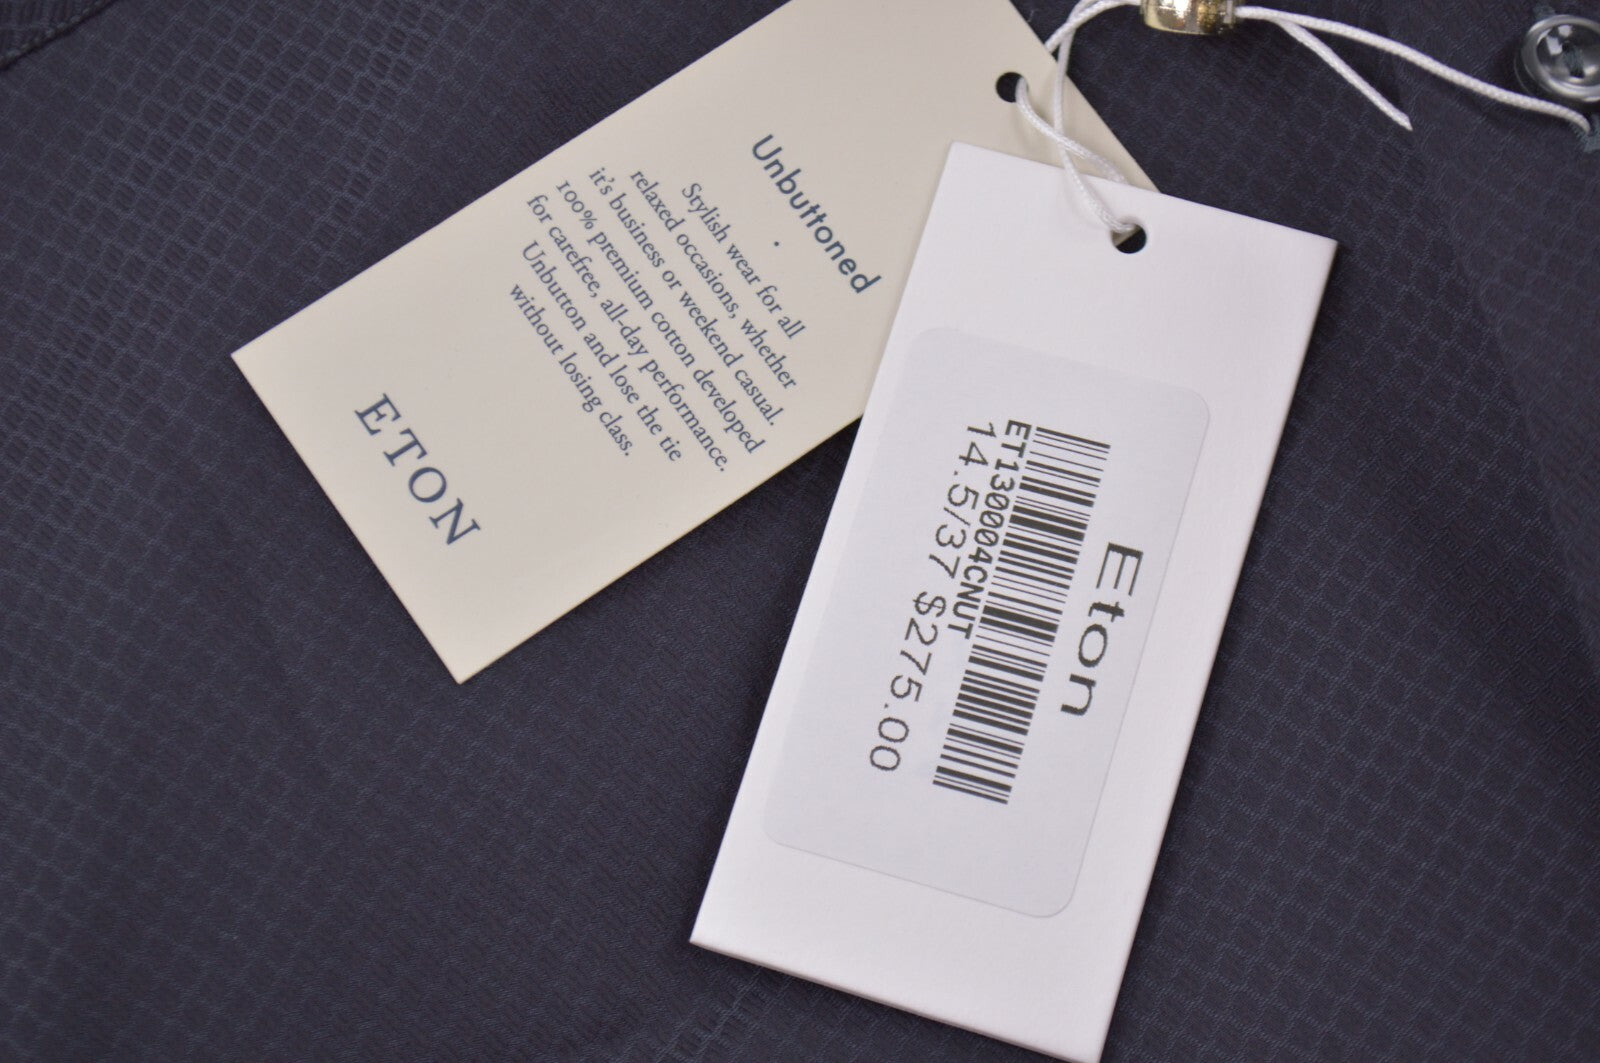 Unbuttoned
·
Stylish wear for all
relaxed occasions, whether
it's business or weekend casual.
100% premium cotton developed
for carefree, all-day performance.
Unbutton and lose the tie
without losing class.
ETON
Eton
ET130004CNUT
14.5/37 $275.00